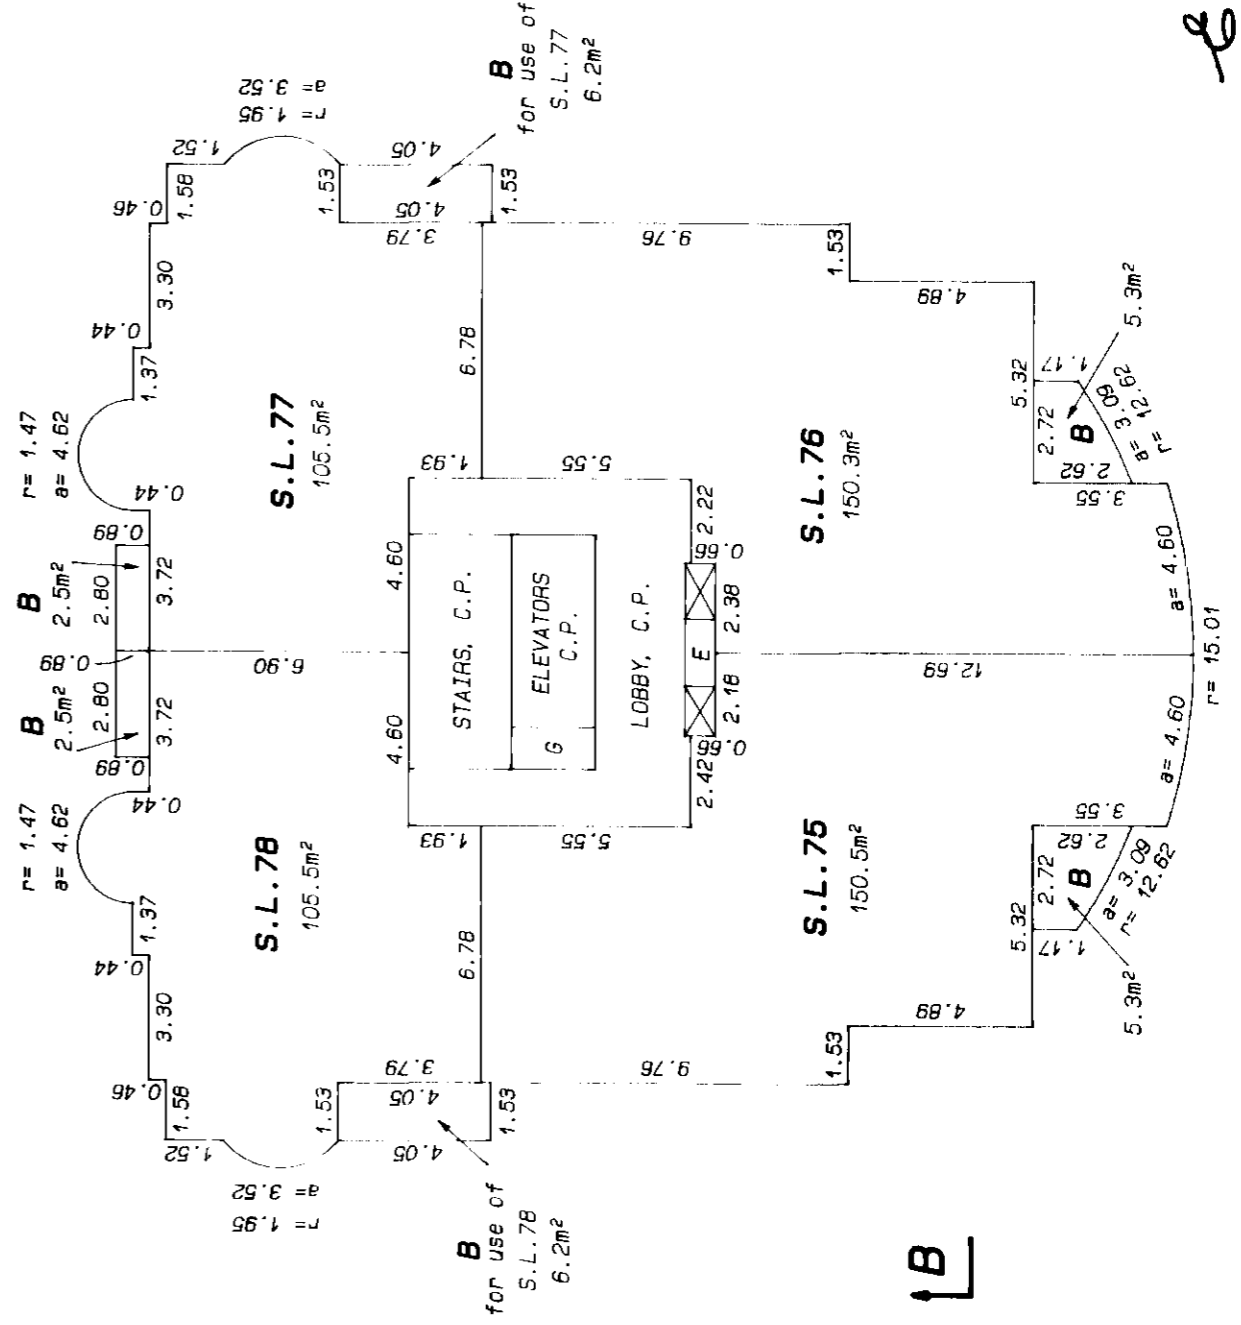 r= 1.47
a= 4.62
r= 1.47
a= 4.62
B
2.5m²
B
2.5m²
0.89
2.80
0.89
2.80
0.89
3.72
3.72
0.44
0.44
1.37
1.37
0.44
0.44
3.30
3.30
0.46
0.46
1.58
1.58
1.52
1.52
r= 1.95
a= 3.52
r= 1.95
a= 3.52
1.53
1.53
4.05
4.05
3.79
4.05
4.05
3.79
1.53
1.53
B
for use of
S.L.77
6.2m²
B
for use of
S.L.78
6.2m²
S.L.78
105.5m²
S.L.77
105.5m²
6.90
4.60
4.60
1.93
1.93
6.78
6.78
STAIRS, C.P.
ELEVATORS
C.P.
G
LOBBY, C.P.
E
5.55
5.55
2.42
0.66
2.18
2.38
0.66
2.22
9.76
9.76
1.53
1.53
4.89
4.89
S.L.75
150.5m²
S.L.76
150.3m²
12.69
5.32
2.72
1.17
B
2.62
3.55
a= 3.09
r= 12.62
5.3m²
5.32
2.72
1.17
B
2.62
3.55
a= 3.09
r= 12.62
5.3m²
a= 4.60
a= 4.60
r= 15.01
B